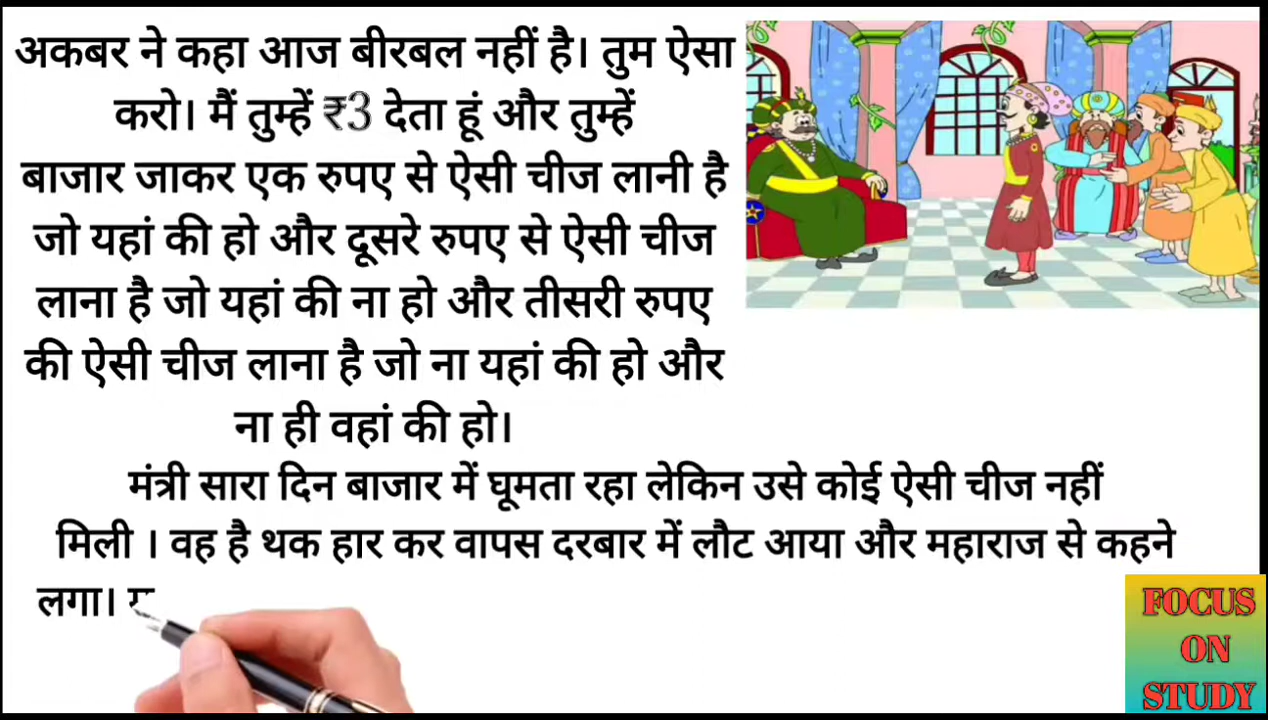 अकबर ने कहा आज बीरबल नहीं है। तुम ऐसा
करो। मैं तुम्हें ₹3 देता हूं और तुम्हें
बाजार जाकर एक रुपए से ऐसी चीज लानी है
जो यहां की हो और दूसरे रुपए से ऐसी चीज
लाना है जो यहां की ना हो और तीसरी रुपए
की ऐसी चीज लाना है जो ना यहां की हो और
ना ही वहां की हो।
मंत्री सारा दिन बाजार में घूमता रहा लेकिन उसे कोई ऐसी चीज नहीं
मिली । वह है थक हार कर वापस दरबार में लौट आया और महाराज से कहने
लगा।
FOCUS
ON
STUDY